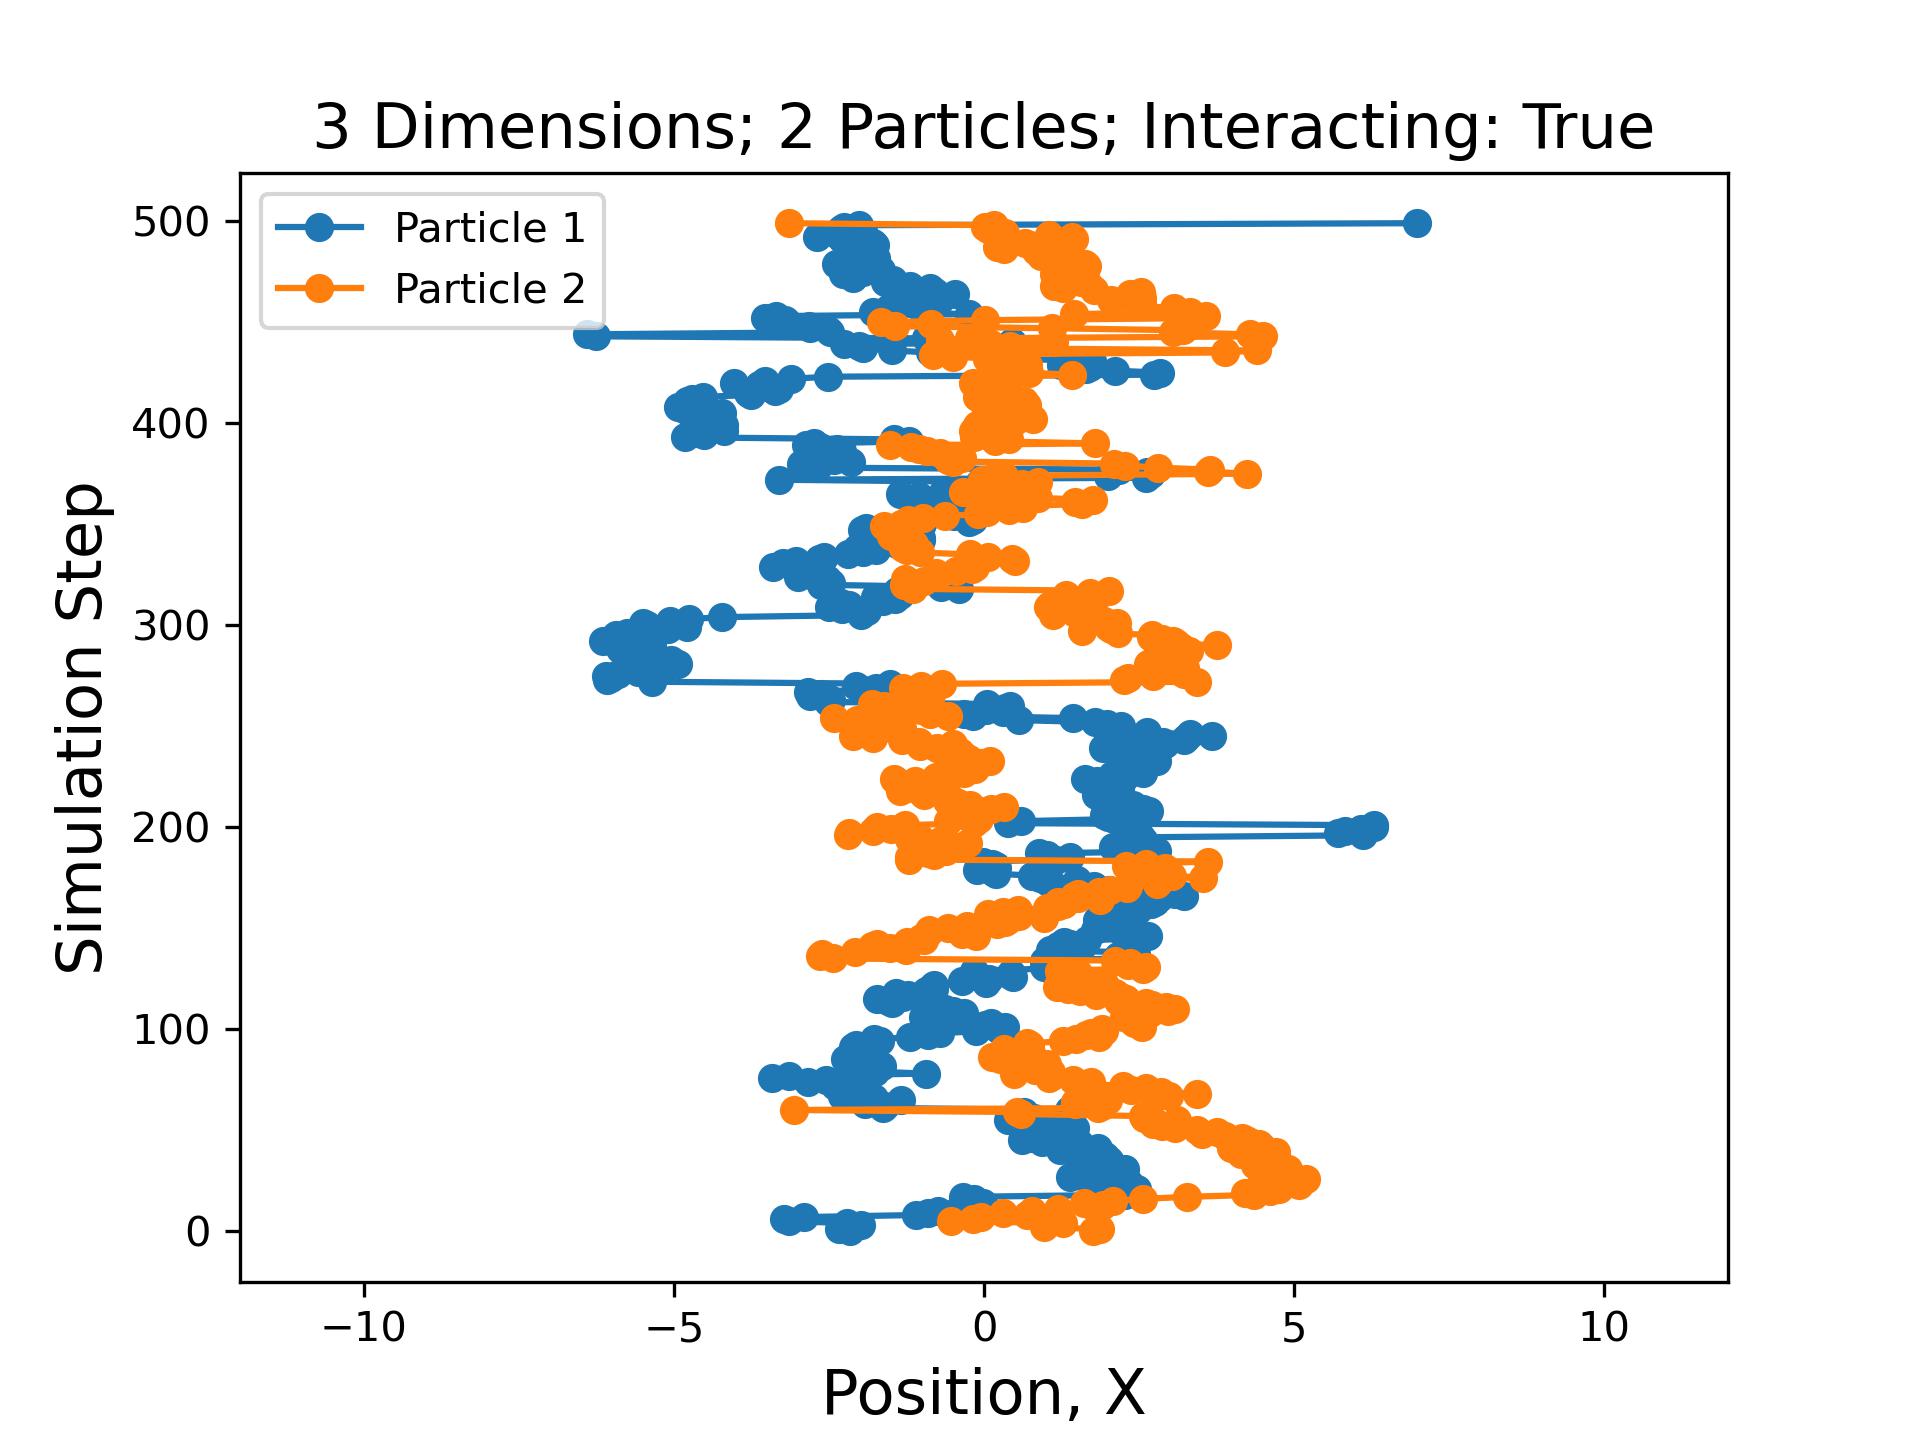 3 Dimensions; 2 Particles; Interacting: True
Particle 1
Particle 2
Simulation Step
500
400
300
200
100
0
−10
−5
0
5
10
Position, X